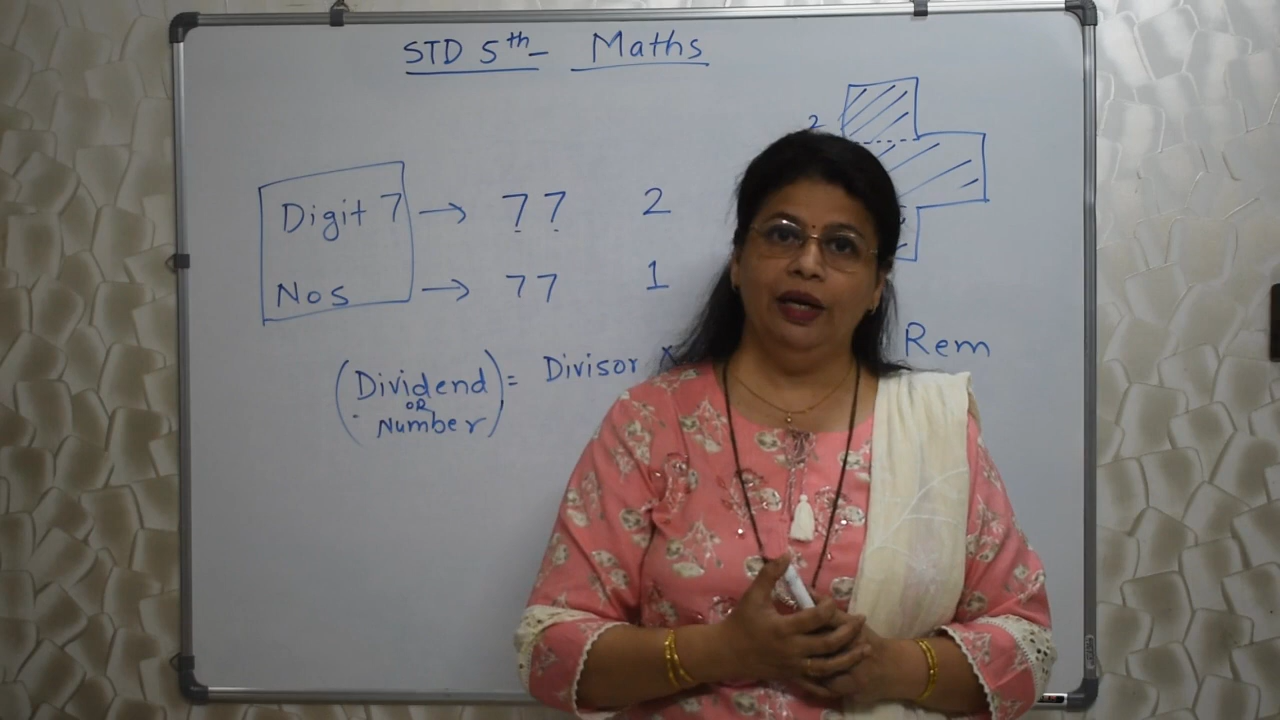 STD 5th - Maths
2
Digit 7 → 77 2
Nos → 77 1
(Dividend OR Number) = Divisor × Rem